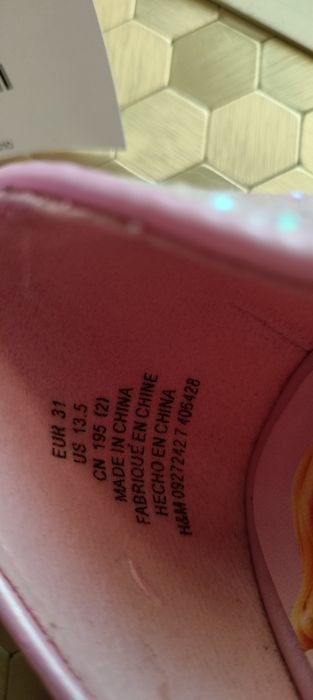 EUR 31
US 13.5
CN 195 (2)
MADE IN CHINA
FABRIQUÉ EN CHINE
HECHO EN CHINA
H&M 0927242 7 406428